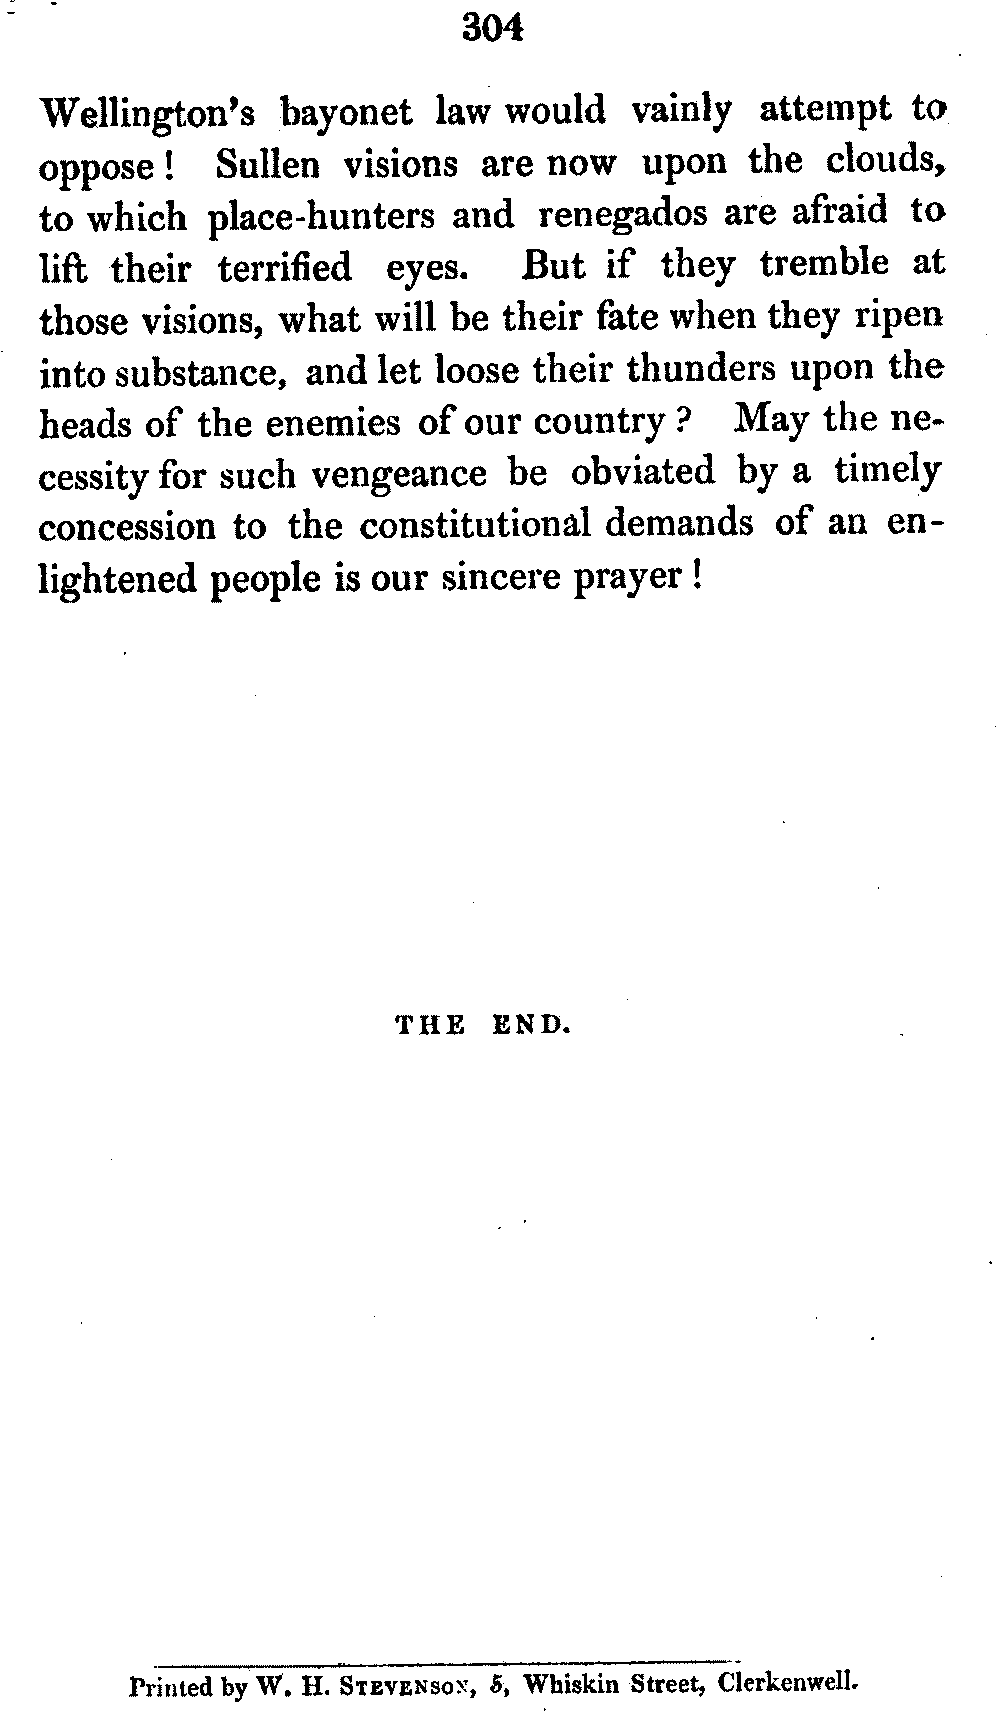 304
Wellington's bayonet law would vainly attempt to
oppose! Sullen visions are now upon the clouds,
to which place-hunters and renegados are afraid to
lift their terrified eyes. But if they tremble at
those visions, what will be their fate when they ripen
into substance, and let loose their thunders upon the
heads of the enemies of our country? May the ne-
cessity for such vengeance be obviated by a timely
concession to the constitutional demands of an en-
lightened people is our sincere prayer!
THE END.
Printed by W. H. STEVENSON, 5, Whiskin Street, Clerkenwell.